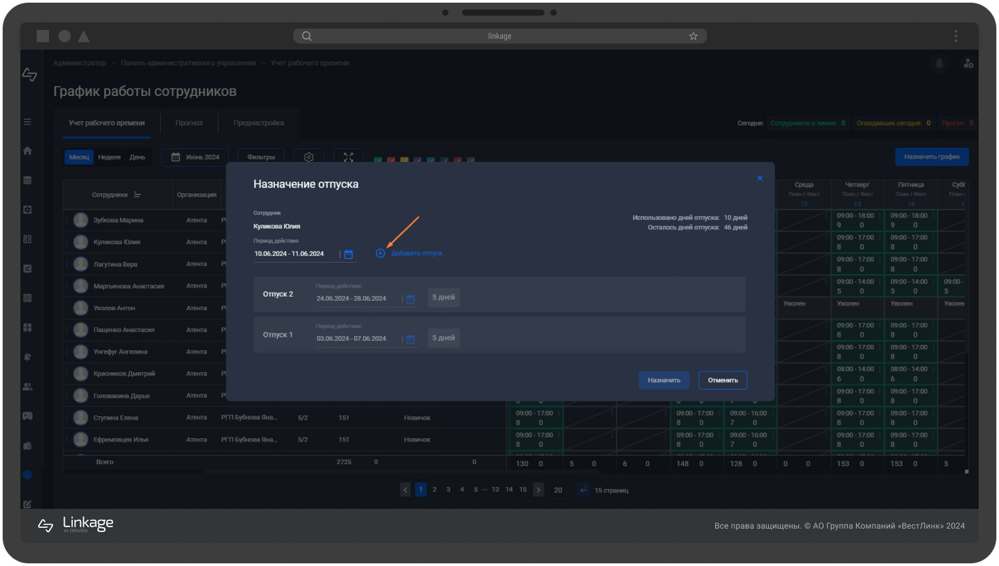 linkage
Администратор – Панель административного управления – Учет рабочего времени
График работы сотрудников
Учет рабочего времени Прогноз Преднастройка
Сегодня: Сотрудников в линии: 0 Опаздавших сегодня: 0 Прогул: 0
Месяц Неделя День Июнь 2024 Фильтры Назначить график
Назначение отпуска
Сотрудник
Куликова Юлия
Период действия
10.06.2024 - 11.06.2024
Добавить отпуск
Использовано дней отпуска: 10 дней
Осталось дней отпуска: 46 дней
Отпуск 2
Период действия:
24.06.2024 - 28.06.2024
5 дней
Отпуск 1
Период действия:
03.06.2024 - 07.06.2024
5 дней
Назначить Отменить
Сотрудники Организация
Среда Четверг Пятница
План / Факт План / Факт План / Факт
12 13 14
Зубкова Марина Атента 09:00 - 18:00 09:00 - 18:00
9 0 9 0
Куликова Юлия Атента 09:00 - 17:00 09:00 - 17:00
8 0 8 0
Лагутина Вера Атента 09:00 - 17:00 09:00 - 17:00
8 0 8 0
Мартьянова Анастасия Атента 09:00 - 14:00 09:00 - 14:00 09:00 -
5 0 5 0 5
Уколов Антон Атента Уволен Уволен Уволен Уволен
Пащенко Анастасия Атента 09:00 - 17:00 09:00 - 17:00
8 0 8 0
Унгефуг Ангелина Атента 09:00 - 17:00 09:00 - 17:00
8 0 8 0
Красников Дмитрий Атента 08:00 - 14:00 08:00 - 14:00
6 0 6 0
Головакина Дарья Атента 09:00 - 17:00 09:00 - 17:00
8 0 8 0
Ступина Елена Атента РГП Бубнова Яна... 5/2 151 Новичок 09:00 - 17:00 09:00 - 17:00 09:00 - 16:00 09:00 - 17:00 09:00 - 17:00
8 0 8 0 7 0 8 0 8 0
Ефремовцев Илья Атента РГП Бубнова Яна... 5/2 151 Новичок 09:00 - 17:00 09:00 - 17:00 09:00 - 16:00 09:00 - 17:00 09:00 - 17:00
8 0 8 0 7 0 8 0 8 0
Всего 2725 0 0 130 0 5 0 6 0 148 0 128 0 0 0 153 0 153 0 5
1 2 3 4 5 ... 13 14 15 20 15 страниц
Linkage
AI DRIVEN
Все права защищены. © АО Группа Компаний «ВестЛинк» 2024